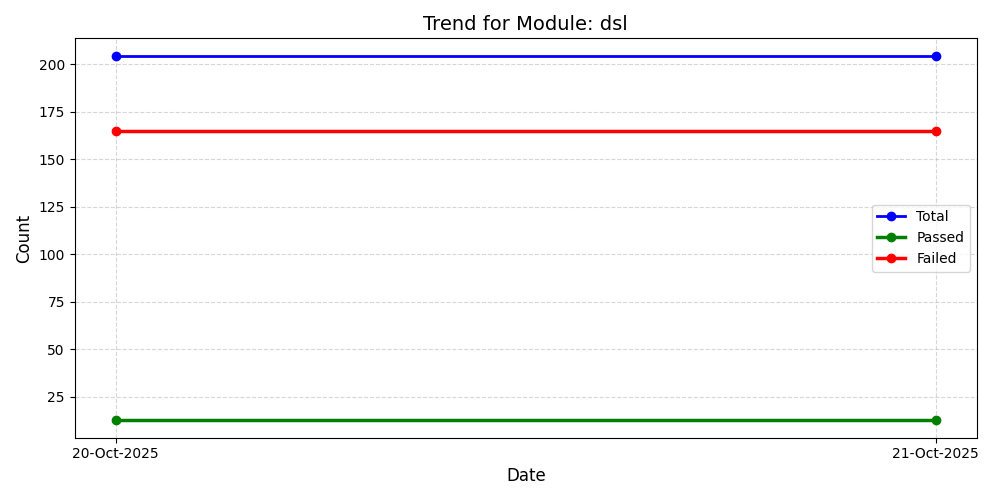 Trend for Module: dsl
200
175
150
125
100
75
50
25
Count
Total
Passed
Failed
20-Oct-2025
21-Oct-2025
Date